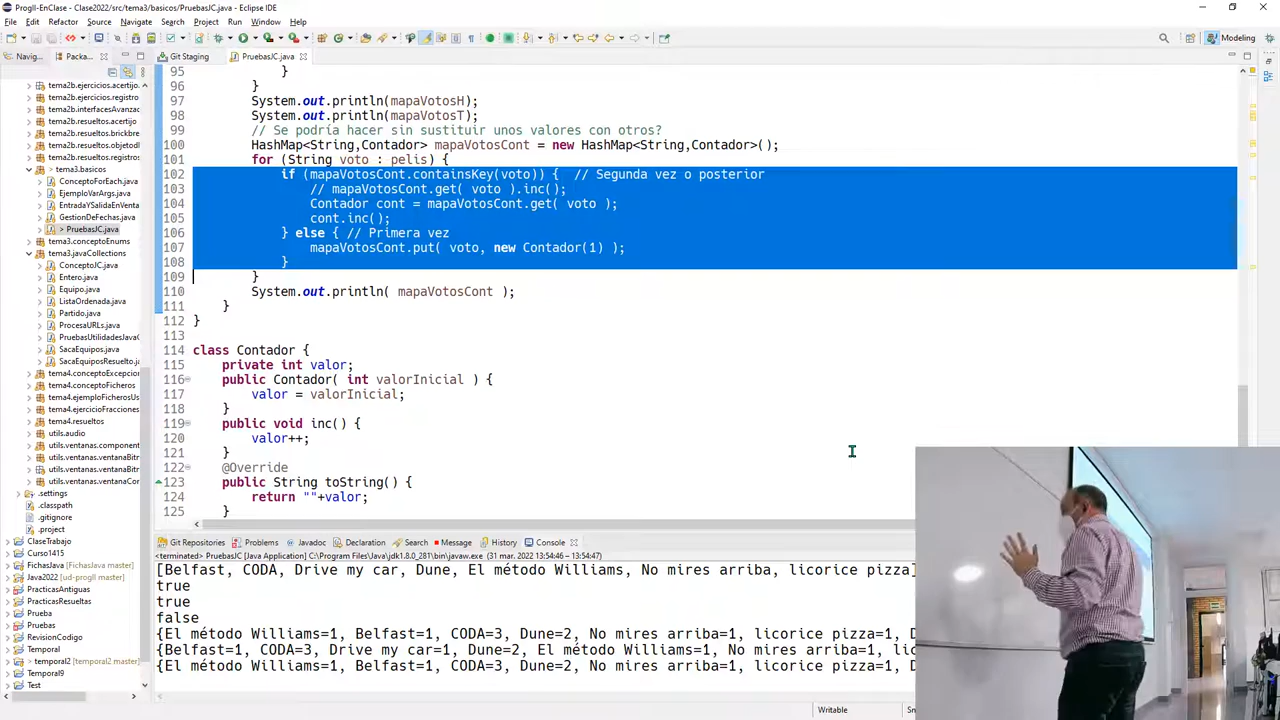 ProgII-EnClase - Clase2022/src/tema3/basicos/PruebasJC.java - Eclipse IDE
File Edit Refactor Source Navigate Search Project Run Window Help
Modeling
Navig... Packa...
Git Staging PruebasJC.java
tema2b.ejercicios.acertijo.
tema2b.ejercicios.registro
tema2b.interfacesAvanzac
tema2b.resueltos.acertijo
tema2b.resueltos.brickbre
tema2b.resueltos.objetodI
tema2b.resueltos.registros
> tema3.basicos
ConceptoForEach.java
EjemploVarArgs.java
EntradaYSalidaEnVenta
GestionDeFechas.java
> PruebasJC.java
tema3.conceptoEnums
tema3.javaCollections
ConceptoJC.java
Entero.java
Equipo.java
ListaOrdenada.java
Partido.java
ProcesaURLs.java
PruebasUtilidadesJavaC
SacaEquipos.java
SacaEquiposResuelto.ja
tema4.conceptoExcepcion
tema4.conceptoFicheros
tema4.ejemploFicherosUs
tema4.ejercicioFracciones
tema4.resueltos
utils.audio
utils.ventanas.component
utils.ventanas.ventanaBitr
utils.ventanas.ventanaBitr
utils.ventanas.ventanaCor
.settings
.classpath
.gitignore
.project
ClaseTrabajo
Curso1415
FichasJava [FichasJava master]
Java2022 [ud-progII master]
PracticasAntiguas
PracticasResueltas
Prueba
Pruebas
RevisionCodigo
Temporal
> temporal2 [temporal2 master]
Temporal9
Test
95 }
96 }
97 System.out.println(mapaVotosH);
98 System.out.println(mapaVotosT);
99 // Se podría hacer sin sustituir unos valores con otros?
100 HashMap<String,Contador> mapaVotosCont = new HashMap<String,Contador>();
101 for (String voto : pelis) {
102 if (mapaVotosCont.containsKey(voto)) { // Segunda vez o posterior
103 // mapaVotosCont.get( voto ).inc();
104 Contador cont = mapaVotosCont.get( voto );
105 cont.inc();
106 } else { // Primera vez
107 mapaVotosCont.put( voto, new Contador(1) );
108 }
109 }
110 System.out.println( mapaVotosCont );
111 }
112 }
113
114 class Contador {
115 private int valor;
116 public Contador( int valorInicial ) {
117 valor = valorInicial;
118 }
119 public void inc() {
120 valor++;
121 }
122 @Override
123 public String toString() {
124 return ""+valor;
125 }
Git Repositories Problems Javadoc Declaration Search Message History Console
<terminated> PruebasJC [Java Application] C:\Program Files\Java\jdk1.8.0_281\bin\javaw.exe (31 mar. 2022 13:54:46 – 13:54:47)
[Belfast, CODA, Drive my car, Dune, El método Williams, No mires arriba, licorice pizza]
true
true
false
{El método Williams=1, Belfast=1, CODA=3, Dune=2, No mires arriba=1, licorice pizza=1, D
{Belfast=1, CODA=3, Drive my car=1, Dune=2, El método Williams=1, No mires arriba=1, lic
{El método Williams=1, Belfast=1, CODA=3, Dune=2, No mires arriba=1, licorice pizza=1, D
Writable